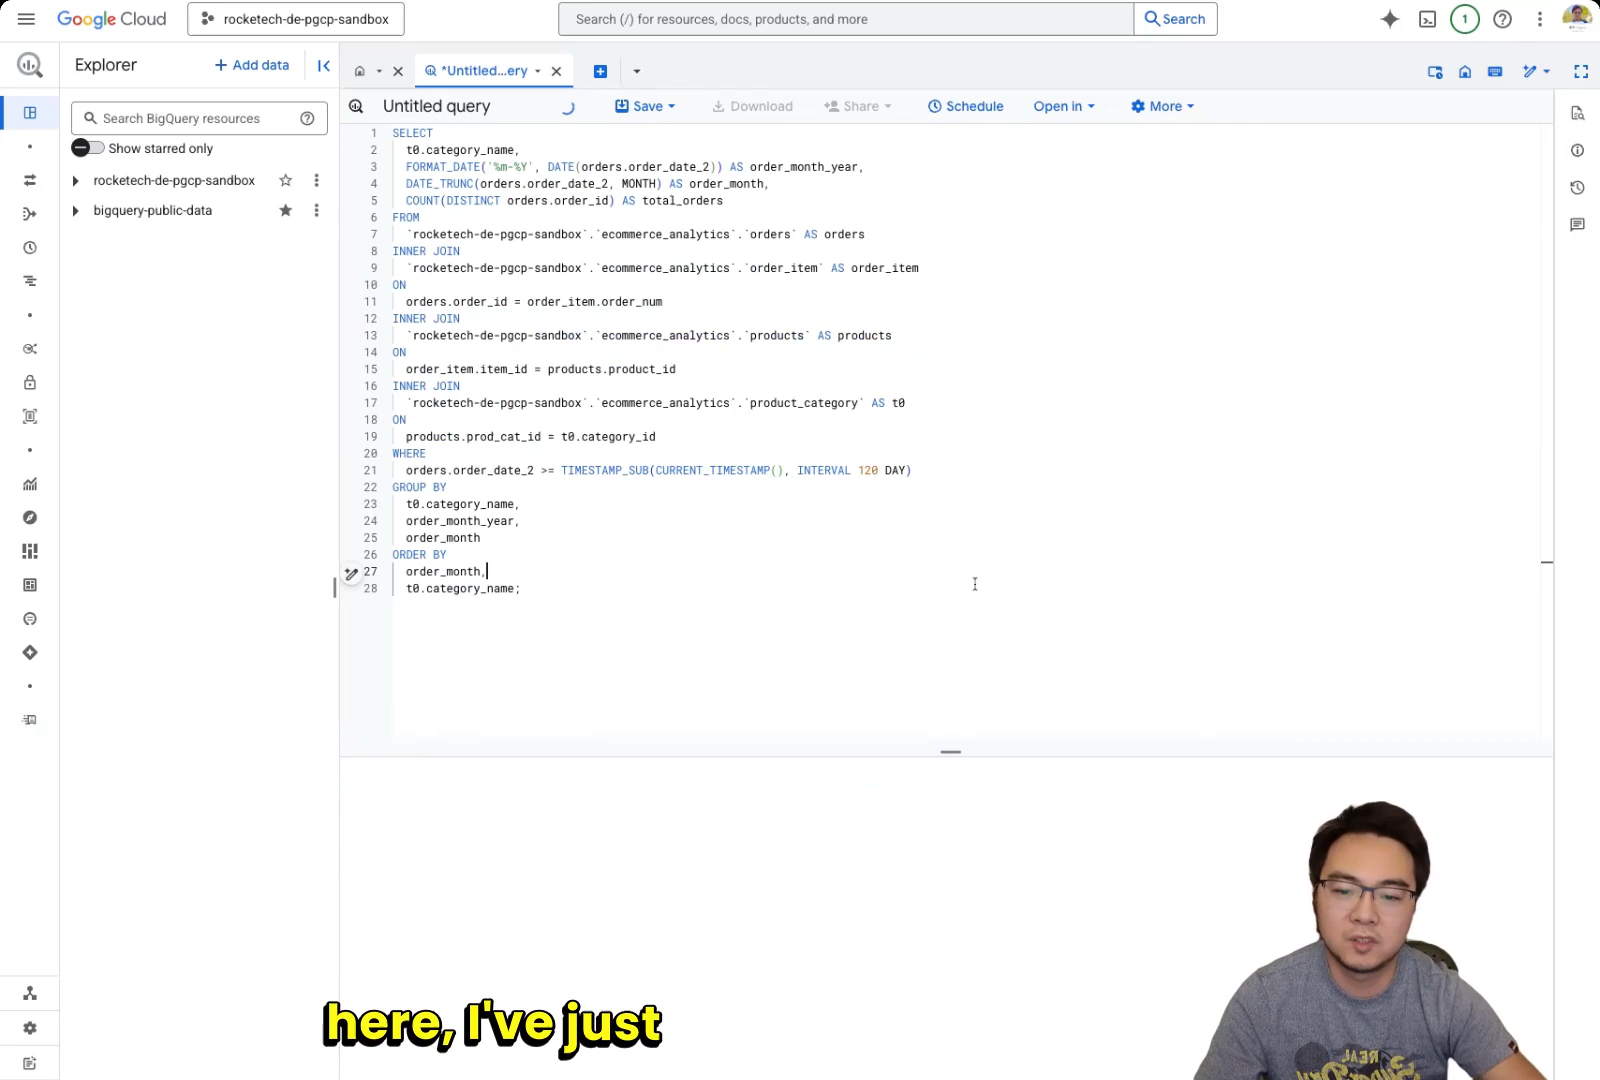 Google Cloud
rocketech-de-pgcp-sandbox
Search (/) for resources, docs, products, and more
Search
1
Explorer
+ Add data
*Untitled...ery
Search BigQuery resources
Show starred only
rocketech-de-pgcp-sandbox
bigquery-public-data
Untitled query
Save
Download
Share
Schedule
Open in
More
1 SELECT
2 t0.category_name,
3 FORMAT_DATE('%m-%Y', DATE(orders.order_date_2)) AS order_month_year,
4 DATE_TRUNC(orders.order_date_2, MONTH) AS order_month,
5 COUNT(DISTINCT orders.order_id) AS total_orders
6 FROM
7 `rocketech-de-pgcp-sandbox`.`ecommerce_analytics`.`orders` AS orders
8 INNER JOIN
9 `rocketech-de-pgcp-sandbox`.`ecommerce_analytics`.`order_item` AS order_item
10 ON
11 orders.order_id = order_item.order_num
12 INNER JOIN
13 `rocketech-de-pgcp-sandbox`.`ecommerce_analytics`.`products` AS products
14 ON
15 order_item.item_id = products.product_id
16 INNER JOIN
17 `rocketech-de-pgcp-sandbox`.`ecommerce_analytics`.`product_category` AS t0
18 ON
19 products.prod_cat_id = t0.category_id
20 WHERE
21 orders.order_date_2 >= TIMESTAMP_SUB(CURRENT_TIMESTAMP(), INTERVAL 120 DAY)
22 GROUP BY
23 t0.category_name,
24 order_month_year,
25 order_month
26 ORDER BY
27 order_month,
28 t0.category_name;
here, I've just
REAL